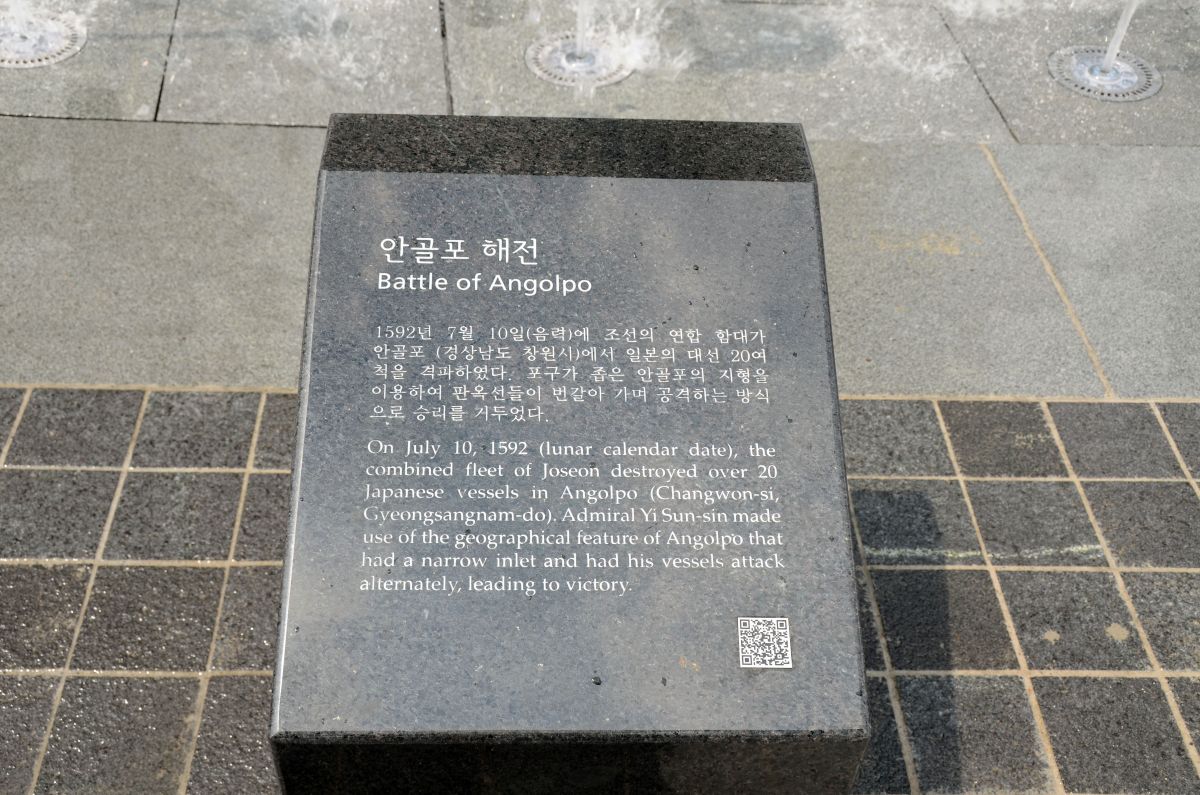 안골포 해전
Battle of Angolpo
1592년 7월 10일(음력)에 조선의 연합 함대가
안골포 (경상남도 창원시)에서 일본의 대선 20여
척을 격파하였다. 포구가 좁은 안골포의 지형을
이용하여 판옥선들이 번갈아 가며 공격하는 방식
으로 승리를 거두었다.
On July 10, 1592 (lunar calendar date), the
combined fleet of Joseon destroyed over 20
Japanese vessels in Angolpo (Changwon-si,
Gyeongsangnam-do). Admiral Yi Sun-sin made
use of the geographical feature of Angolpo that
had a narrow inlet and had his vessels attack
alternately, leading to victory.